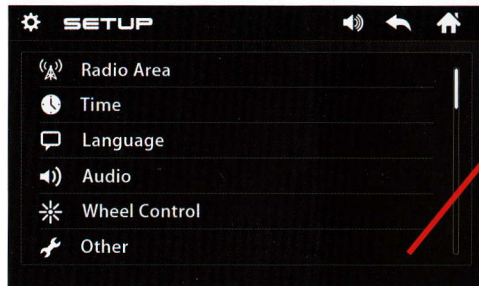 SETUP
Radio Area
Time
Language
Audio
Wheel Control
Other